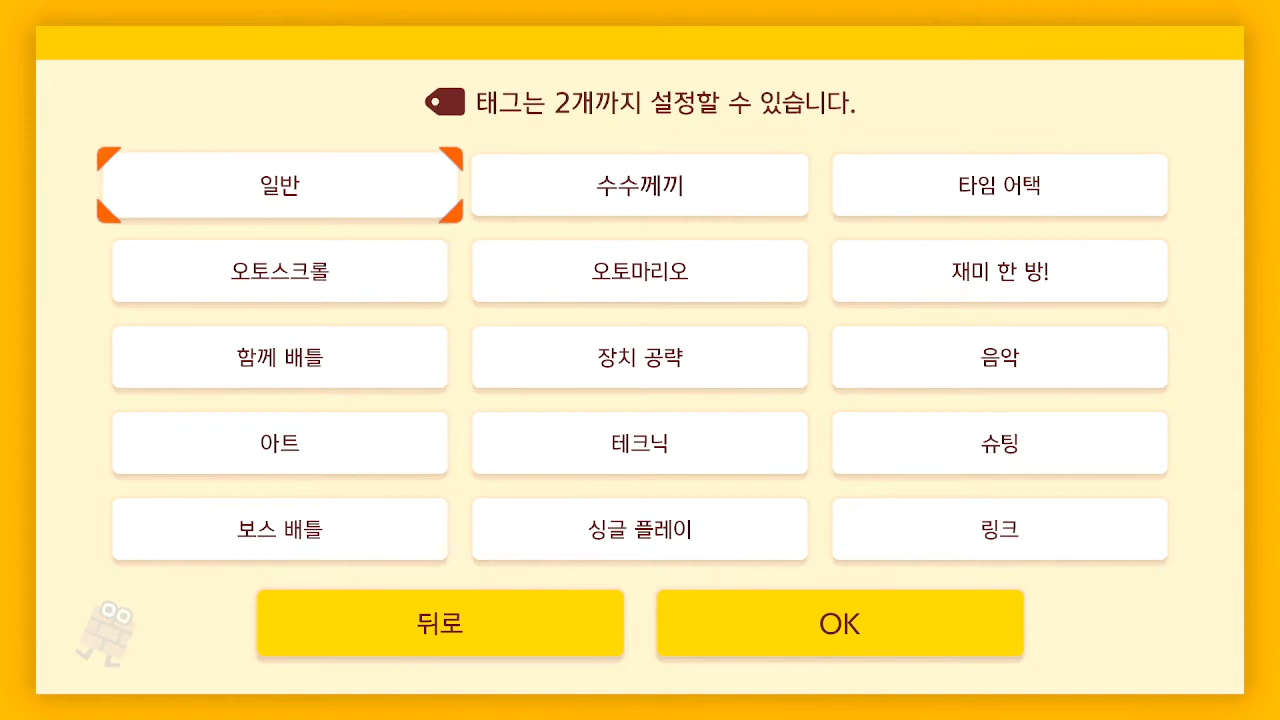 태그는 2개까지 설정할 수 있습니다.
일반 수수께끼 타임 어택
오토스크롤 오토마리오 재미 한 방!
함께 배틀 장치 공략 음악
아트 테크닉 슈팅
보스 배틀 싱글 플레이 링크
뒤로 OK